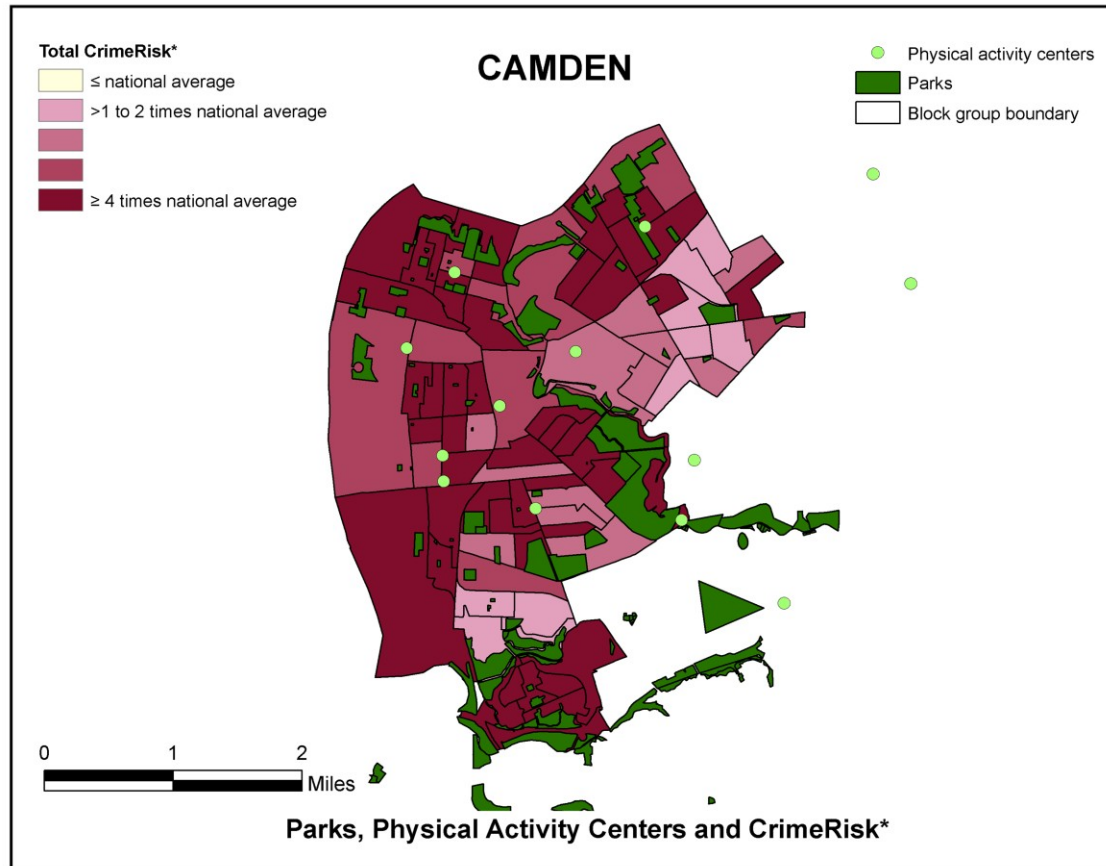 Total CrimeRisk*
≤ national average
>1 to 2 times national average
≥ 4 times national average
CAMDEN
Physical activity centers
Parks
Block group boundary
0 1 2
Miles
Parks, Physical Activity Centers and CrimeRisk*